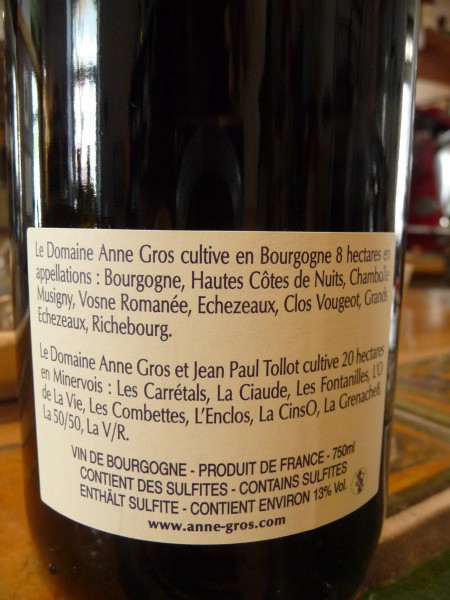 Le Domaine Anne Gros cultive en Bourgogne 8 hectares en
appellations : Bourgogne, Hautes Côtes de Nuits, Chambolle
Musigny, Vosne Romanée, Echezeaux, Clos Vougeot, Grands
Echezeaux, Richebourg.
Le Domaine Anne Gros et Jean Paul Tollot cultive 20 hectares
en Minervois : Les Carrétals, La Ciaude, Les Fontanilles, L'O
de La Vie, Les Combettes, L'Enclos, La CinsO, La Grenache8,
La 50/50, La V/R.
VIN DE BOURGOGNE - PRODUIT DE FRANCE - 750ml
CONTIENT DES SULFITES - CONTAINS SULFITES
ENTHÄLT SULFITE - CONTIENT ENVIRON 13% Vol.
www.anne-gros.com